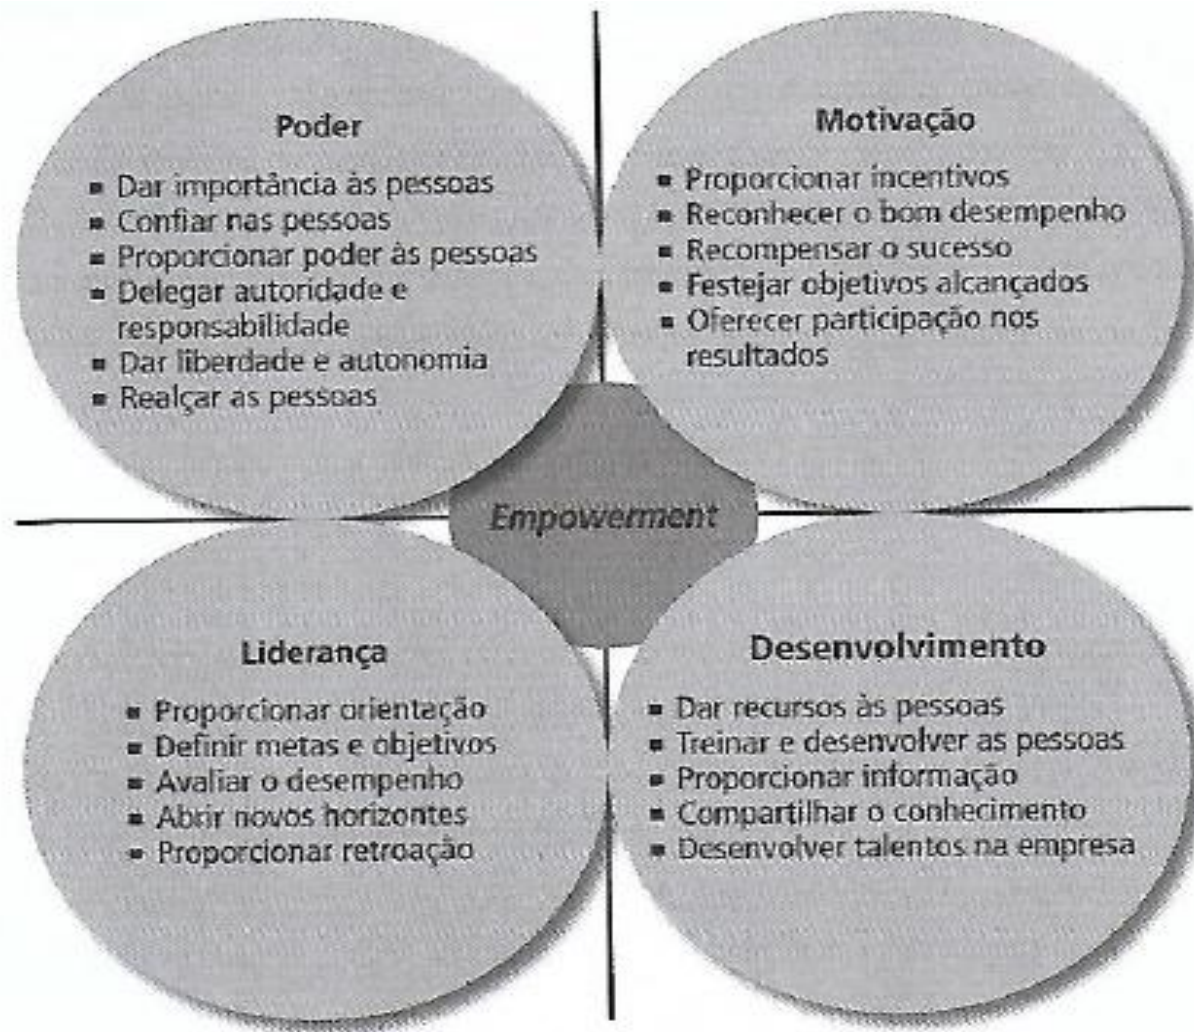 Poder
▪ Dar importância às pessoas
▪ Confiar nas pessoas
▪ Proporcionar poder às pessoas
▪ Delegar autoridade e
responsabilidade
▪ Dar liberdade e autonomia
▪ Realçar as pessoas
Motivação
▪ Proporcionar incentivos
▪ Reconhecer o bom desempenho
▪ Recompensar o sucesso
▪ Festejar objetivos alcançados
▪ Oferecer participação nos
resultados
Empowerment
Liderança
▪ Proporcionar orientação
▪ Definir metas e objetivos
▪ Avaliar o desempenho
▪ Abrir novos horizontes
▪ Proporcionar retroação
Desenvolvimento
▪ Dar recursos às pessoas
▪ Treinar e desenvolver as pessoas
▪ Proporcionar informação
▪ Compartilhar o conhecimento
▪ Desenvolver talentos na empresa